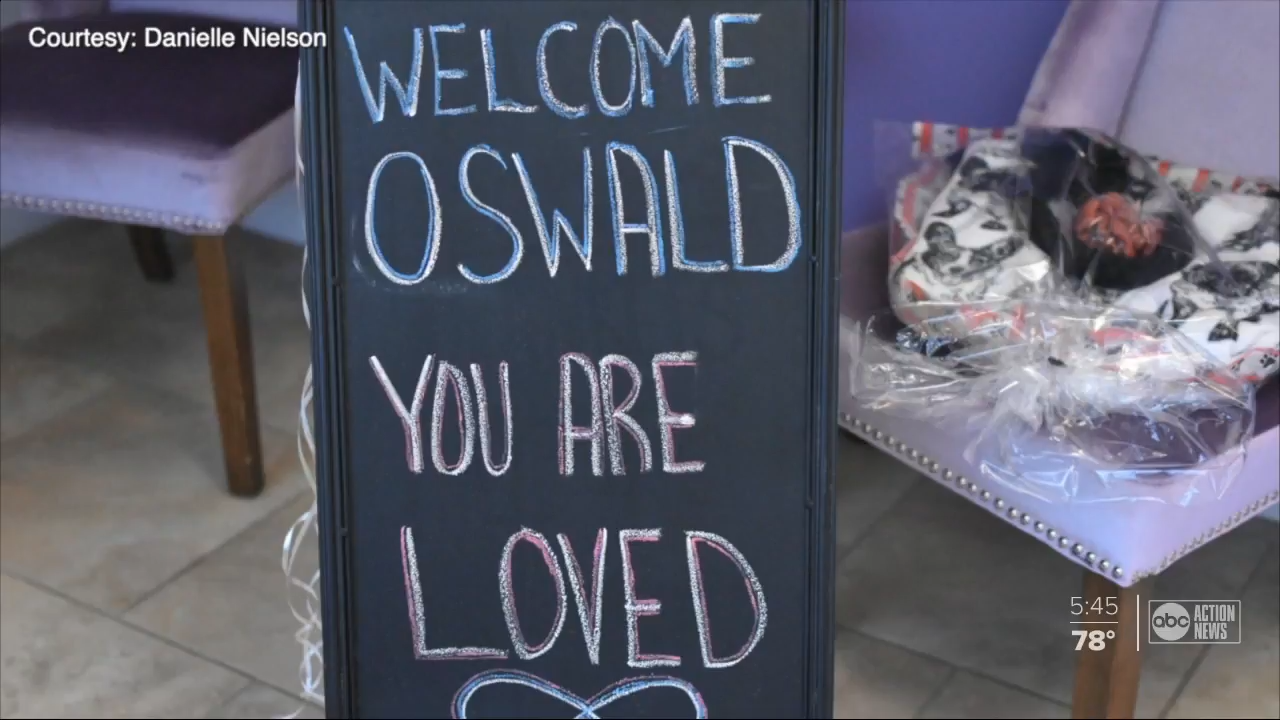 Courtesy: Danielle Nielson
WELCOME
OSWALD
YOU ARE
LOVED
5:45
78°
abc ACTION
NEWS